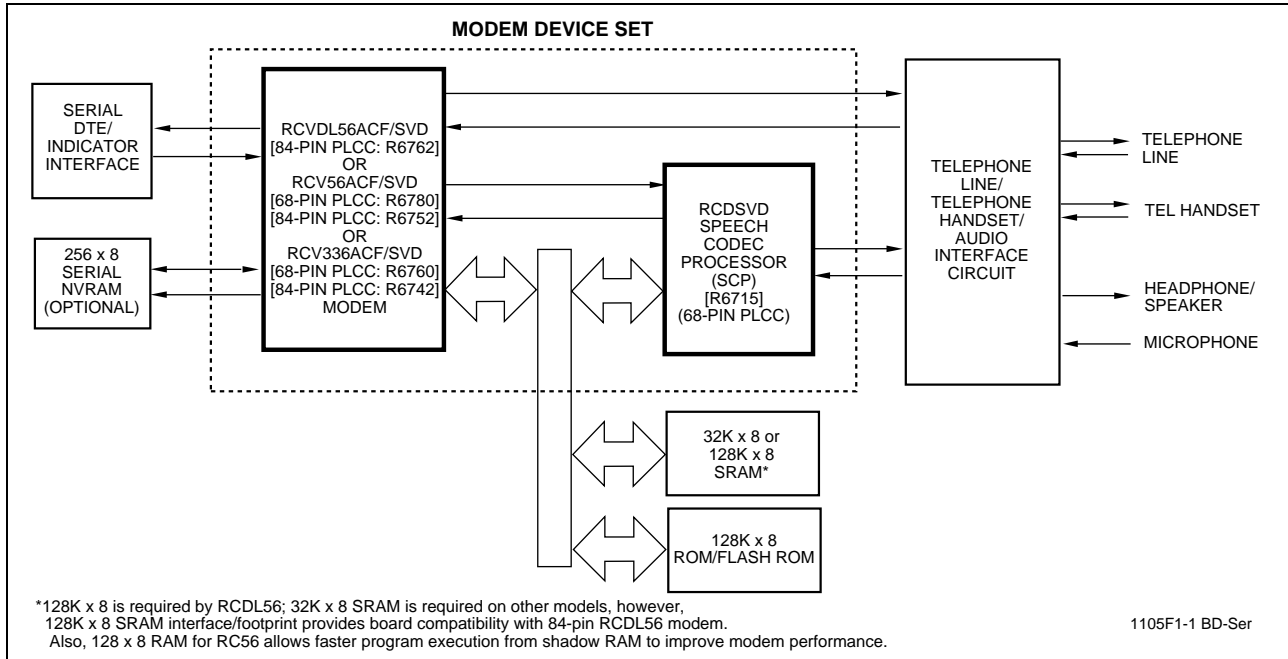 MODEM DEVICE SET
SERIAL
DTE/
INDICATOR
INTERFACE
256 x 8
SERIAL
NVRAM
(OPTIONAL)
RCVDL56ACF/SVD
[84-PIN PLCC: R6762]
OR
RCV56ACF/SVD
[68-PIN PLCC: R6780]
[84-PIN PLCC: R6752]
OR
RCV336ACF/SVD
[68-PIN PLCC: R6760]
[84-PIN PLCC: R6742]
MODEM
RCDSVD
SPEECH
CODEC
PROCESSOR
(SCP)
[R6715]
(68-PIN PLCC)
TELEPHONE
LINE/
TELEPHONE
HANDSET/
AUDIO
INTERFACE
CIRCUIT
TELEPHONE
LINE
TEL HANDSET
HEADPHONE/
SPEAKER
MICROPHONE
32K x 8 or
128K x 8
SRAM*
128K x 8
ROM/FLASH ROM
*128K x 8 is required by RCDL56; 32K x 8 SRAM is required on other models, however,
128K x 8 SRAM interface/footprint provides board compatibility with 84-pin RCDL56 modem.
Also, 128 x 8 RAM for RC56 allows faster program execution from shadow RAM to improve modem performance.
1105F1-1 BD-Ser